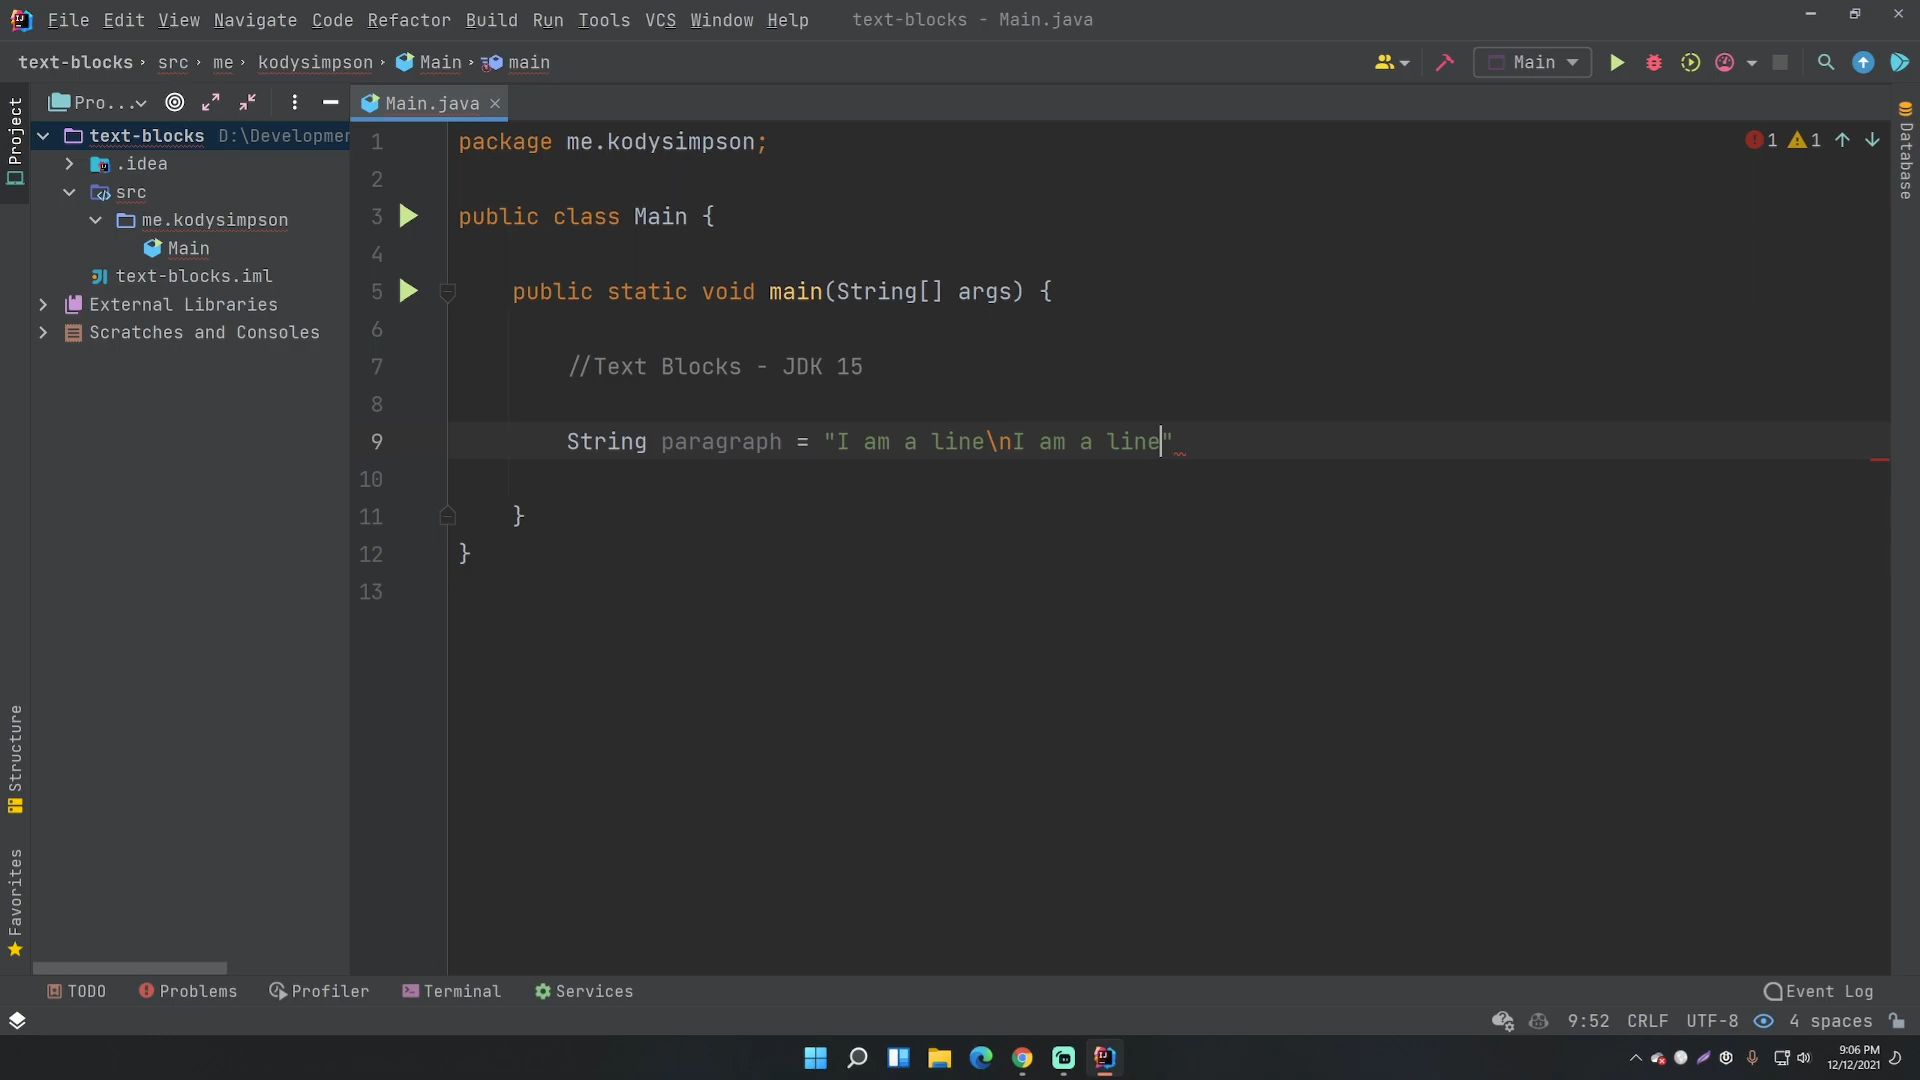 File Edit View Navigate Code Refactor Build Run Tools VCS Window Help text-blocks - Main.java
text-blocks › src › me › kodysimpson › Main › main
Main
Pro...
Main.java
Project
text-blocks D:\Developmer
.idea
src
me.kodysimpson
Main
text-blocks.iml
External Libraries
Scratches and Consoles
Structure
Favorites
1 package me.kodysimpson;
2
3 public class Main {
4
5 public static void main(String[] args) {
6
7 //Text Blocks - JDK 15
8
9 String paragraph = "I am a line\nI am a line"
10
11 }
12 }
13
1 1
Database
TODO Problems Profiler Terminal Services Event Log
9:52 CRLF UTF-8 4 spaces
9:06 PM
12/12/2021